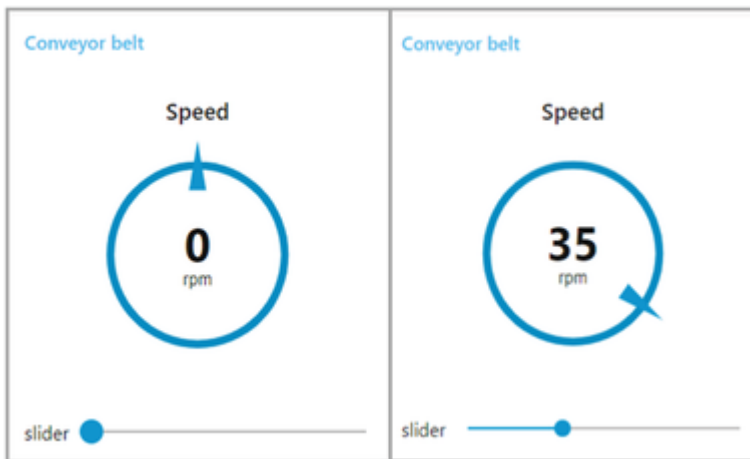 Conveyor belt
Speed
0
rpm
slider
Conveyor belt
Speed
35
rpm
slider